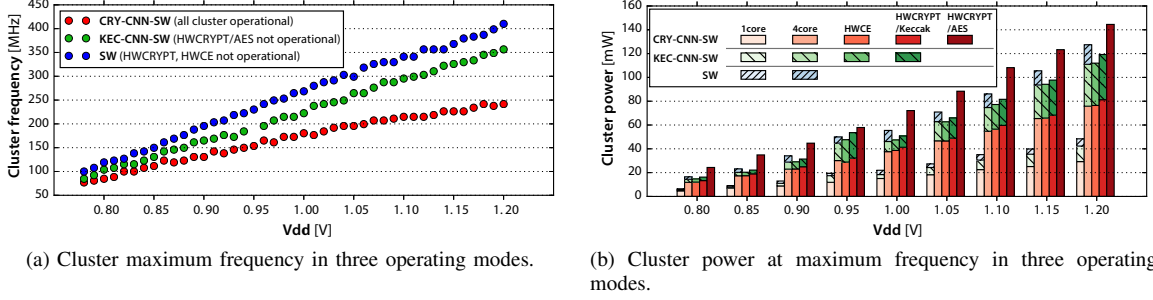 CRY-CNN-SW (all cluster operational)
KEC-CNN-SW (HWCRYPT/AES not operational)
SW (HWCRYPT, HWCE not operational)
Cluster frequency [MHz]
450
400
350
300
250
200
150
100
50
0.80 0.85 0.90 0.95 1.00 1.05 1.10 1.15 1.20
Vdd [V]
(a) Cluster maximum frequency in three operating modes.
Cluster power
[mW]
160
140
120
100
80
60
40
20
0
1core 4core HWCE HWCRYPT/Keccak HWCRYPT/AES
CRY-CNN-SW
KEC-CNN-SW
SW
0.80 0.85 0.90 0.95 1.00 1.05 1.10 1.15 1.20
Vdd [V]
(b) Cluster power at maximum frequency in three operating
modes.